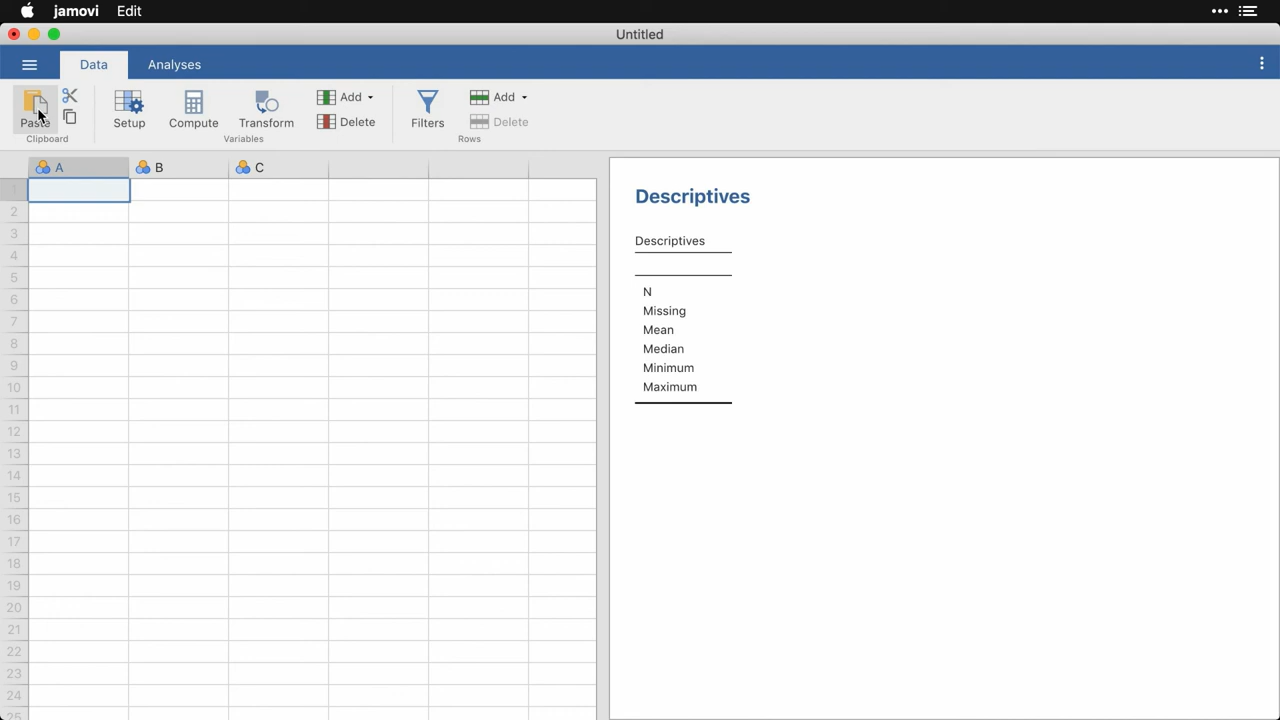 jamovi Edit
Untitled
Data Analyses
Paste Setup Compute Transform Add Delete Filters Add Delete
Clipboard Variables Rows
A B C
1
2
3
4
5
6
7
8
9
10
11
12
13
14
15
16
17
18
19
20
21
22
23
24
25
Descriptives
Descriptives
N
Missing
Mean
Median
Minimum
Maximum